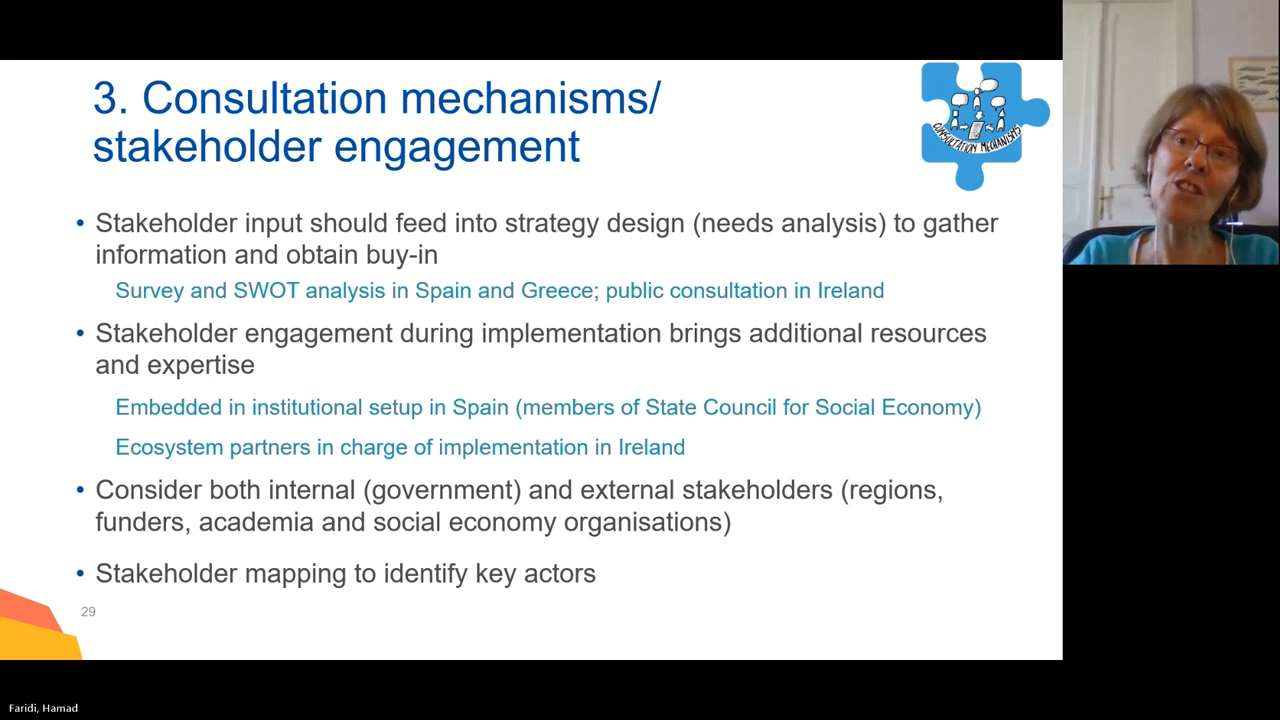 3. Consultation mechanisms/
stakeholder engagement
CONSULTATION MECHANISMS
• Stakeholder input should feed into strategy design (needs analysis) to gather
information and obtain buy-in
Survey and SWOT analysis in Spain and Greece; public consultation in Ireland
• Stakeholder engagement during implementation brings additional resources
and expertise
Embedded in institutional setup in Spain (members of State Council for Social Economy)
Ecosystem partners in charge of implementation in Ireland
• Consider both internal (government) and external stakeholders (regions,
funders, academia and social economy organisations)
• Stakeholder mapping to identify key actors
29
Faridi, Hamad